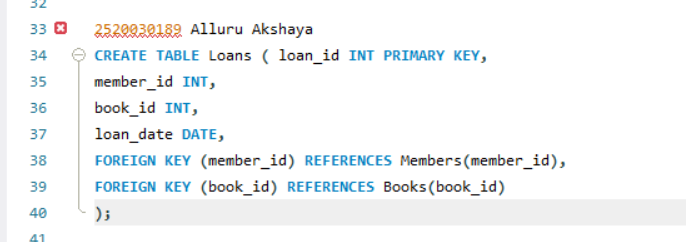 32
33 2520030189 Alluru Akshaya
34 CREATE TABLE Loans ( loan_id INT PRIMARY KEY,
35 member_id INT,
36 book_id INT,
37 loan_date DATE,
38 FOREIGN KEY (member_id) REFERENCES Members(member_id),
39 FOREIGN KEY (book_id) REFERENCES Books(book_id)
40 );
41